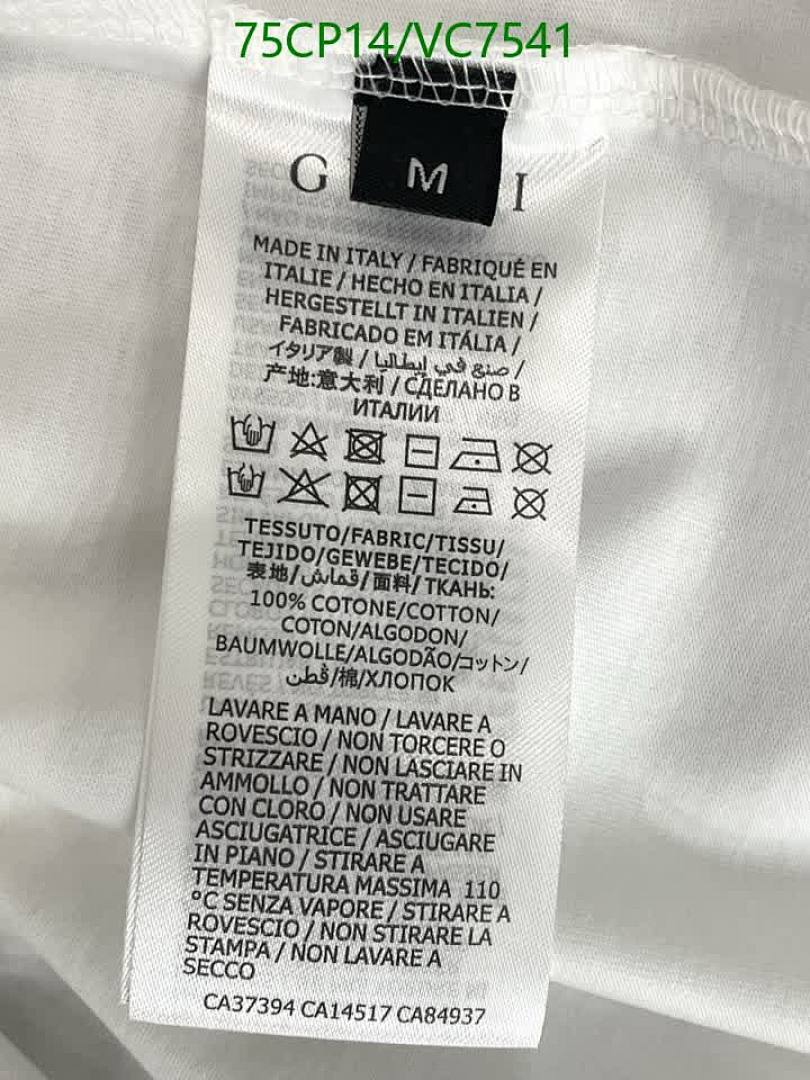 75CP14/VC7541
M
G I
MADE IN ITALY / FABRIQUÉ EN
ITALIE / HECHO EN ITALIA /
HERGESTELLT IN ITALIEN /
FABRICADO EM ITÁLIA /
イタリア製 / صنع في إيطاليا /
产地:意大利 / СДЕЛАНО В
ИТАЛИИ
TESSUTO/FABRIC/TISSU/
TEJIDO/GEWEBE/TECIDO/
表地/قماش/面料/ТКАНЬ:
100% COTONE/COTTON/
COTON/ALGODON/
BAUMWOLLE/ALGODÃO/コットン/
قطن/棉/ХЛОПОК
LAVARE A MANO / LAVARE A
ROVESCIO / NON TORCERE O
STRIZZARE / NON LASCIARE IN
AMMOLLO / NON TRATTARE
CON CLORO / NON USARE
ASCIUGATRICE / ASCIUGARE
IN PIANO / STIRARE A
TEMPERATURA MASSIMA 110
°C SENZA VAPORE / STIRARE A
ROVESCIO / NON STIRARE LA
STAMPA / NON LAVARE A
SECCO
CA37394 CA14517 CA84937